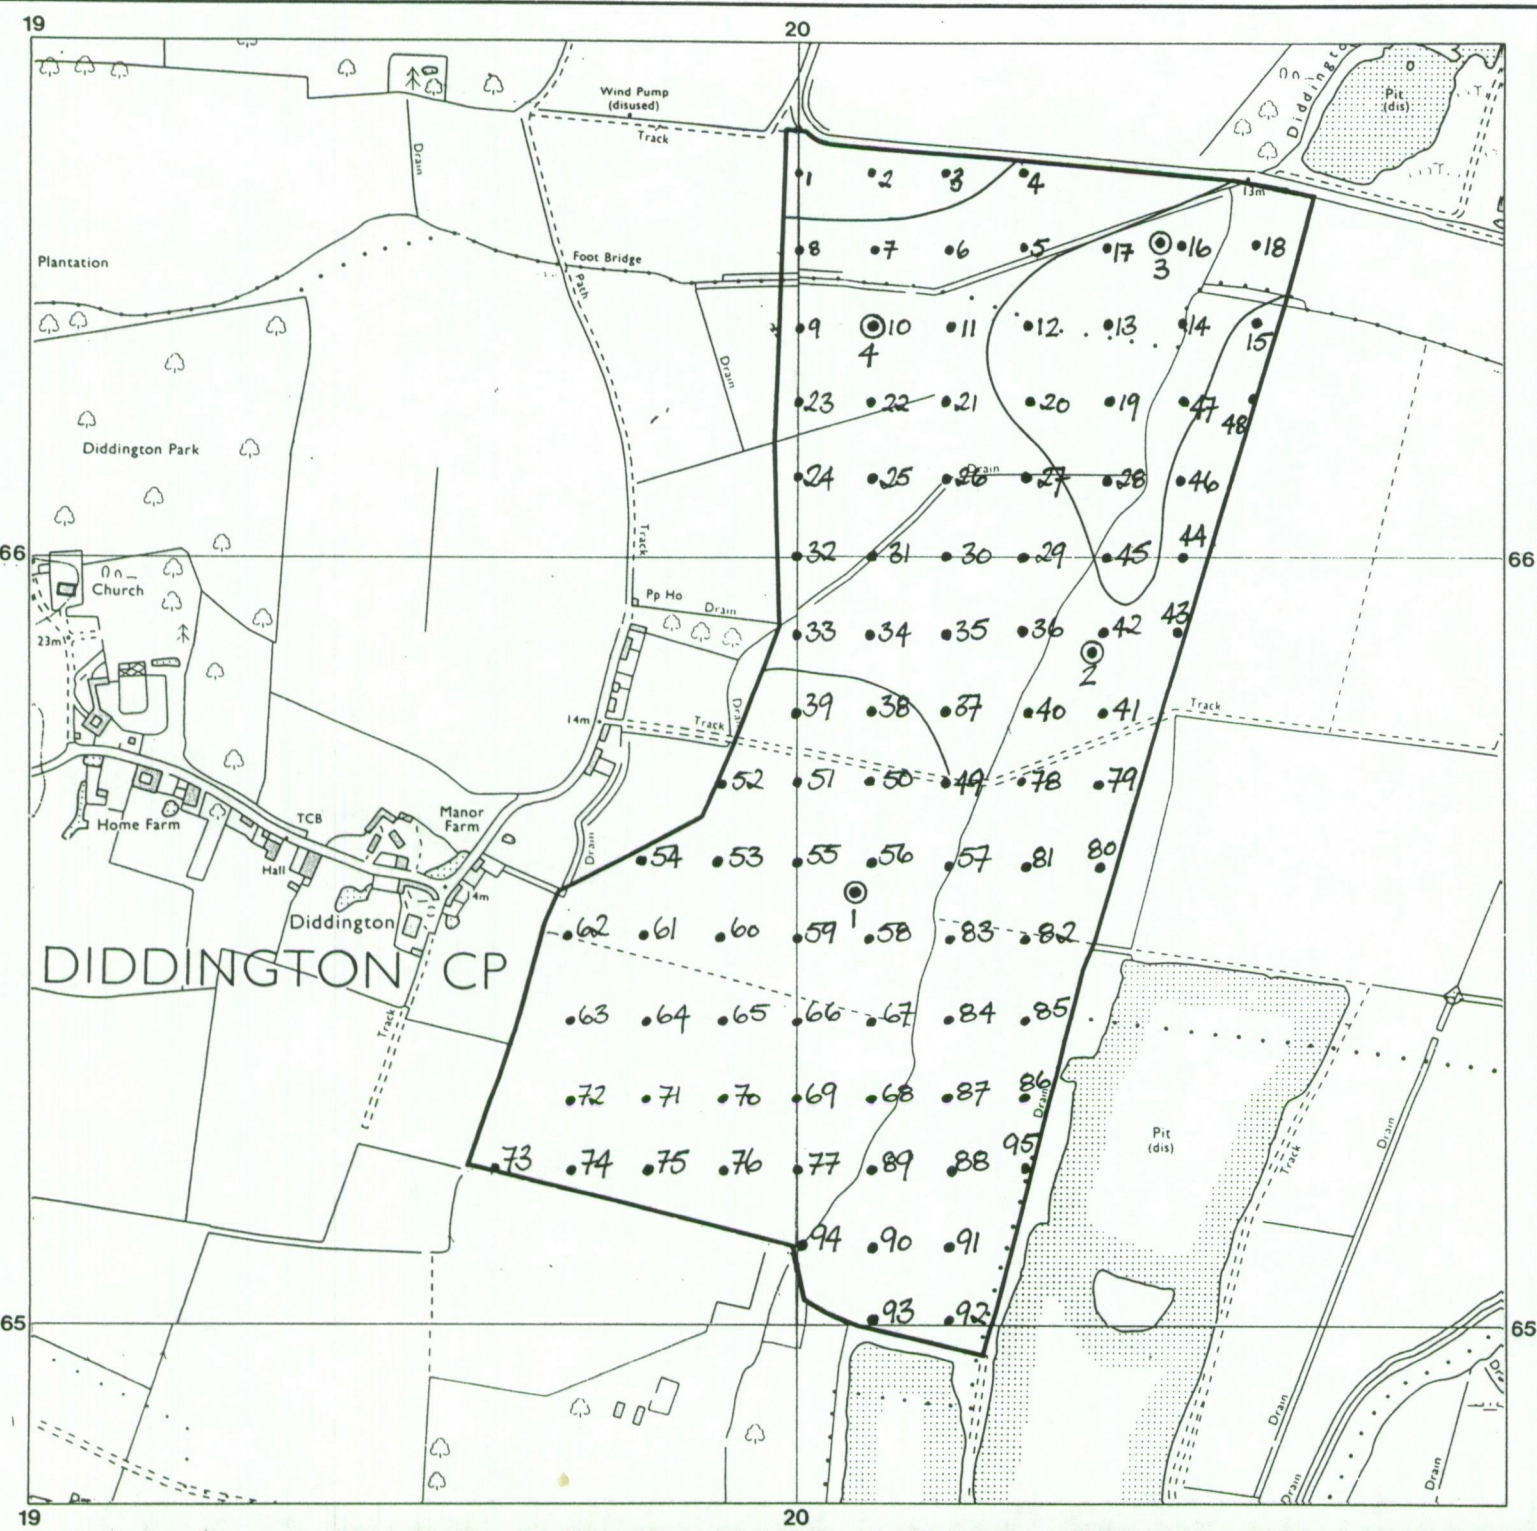 19
20
Diddingto
Pit
(dis)
Wind Pump
(disused)
Track
Drain
1 2 3 4
13m
Plantation
Foot Bridge
Path
8 7 6 5 17 16 18
3
9 10 11 12 13 14 15
4
Drain
23 22 21 20 19 47 48
Diddington Park
Drain
24 25 26 27 28 46
Track
66
32 31 30 29 45 44
66
Church
Pp Ho
Drain
23m
33 34 35 36 42 43
2
39 38 37 40 41
Track
14m
Track
Drain
52 51 50 49 78 79
Home Farm
TCB
Manor
Farm
Drain
Hall
54 53 55 56 57 81 80
1
14m
Diddington
62 61 60 59 58 83 82
DIDDINGTON CP
Track
63 64 65 66 67 84 85
72 71 70 69 68 87 86
Drain
Pit
(dis)
Drain
Track
73 74 75 76 77 89 88 95
94 90 91
93 92
65
Drain
Drain
Drain
19
20